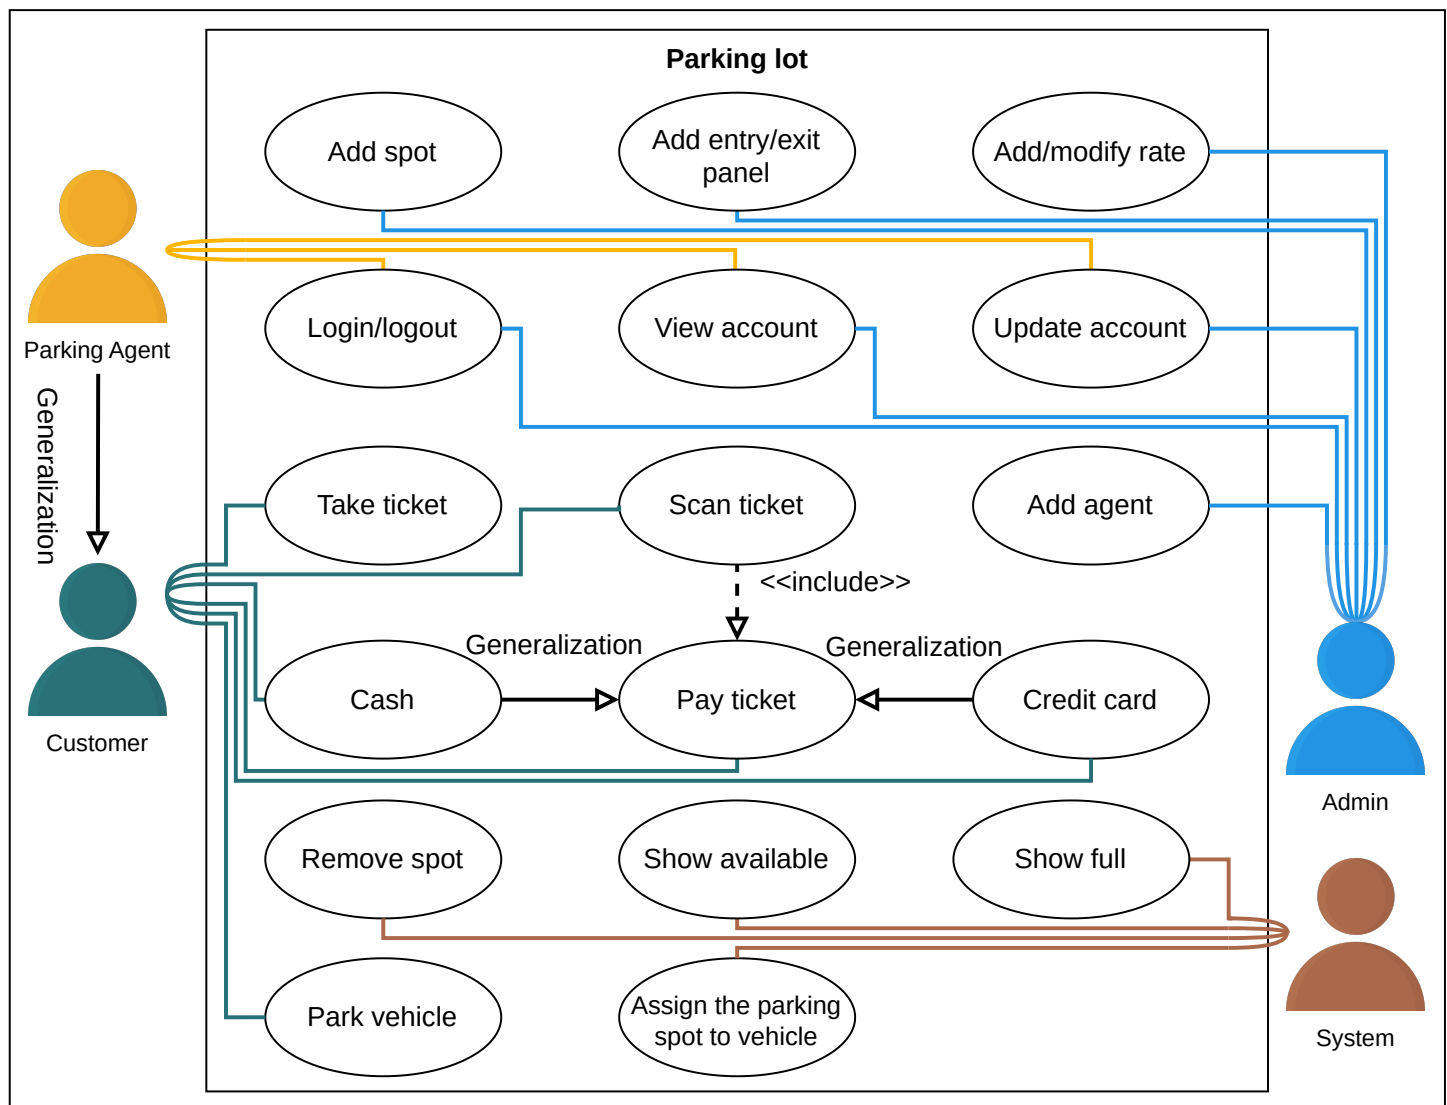 Parking lot
Add spot
Add entry/exit
panel
Add/modify rate
Parking Agent
Login/logout
View account
Update account
Generalization
Take ticket
Scan ticket
Add agent
<<include>>
Customer
Generalization
Generalization
Cash
Pay ticket
Credit card
Admin
Remove spot
Show available
Show full
Park vehicle
Assign the parking
spot to vehicle
System